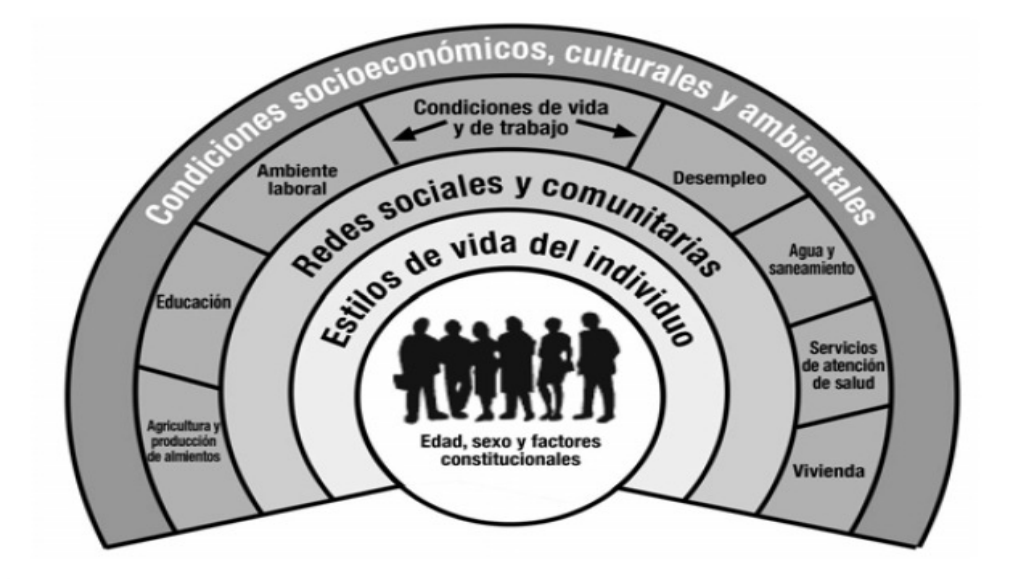 Condiciones socioeconómicos, culturales y ambientales
Condiciones de vida
y de trabajo
Ambiente
laboral
Desempleo
Redes sociales y comunitarias
Agua y
saneamiento
Estilos de vida del individuo
Educación
Servicios
de atención
de salud
Agricultura y
producción
de almientos
Edad, sexo y factores
constitucionales
Vivienda